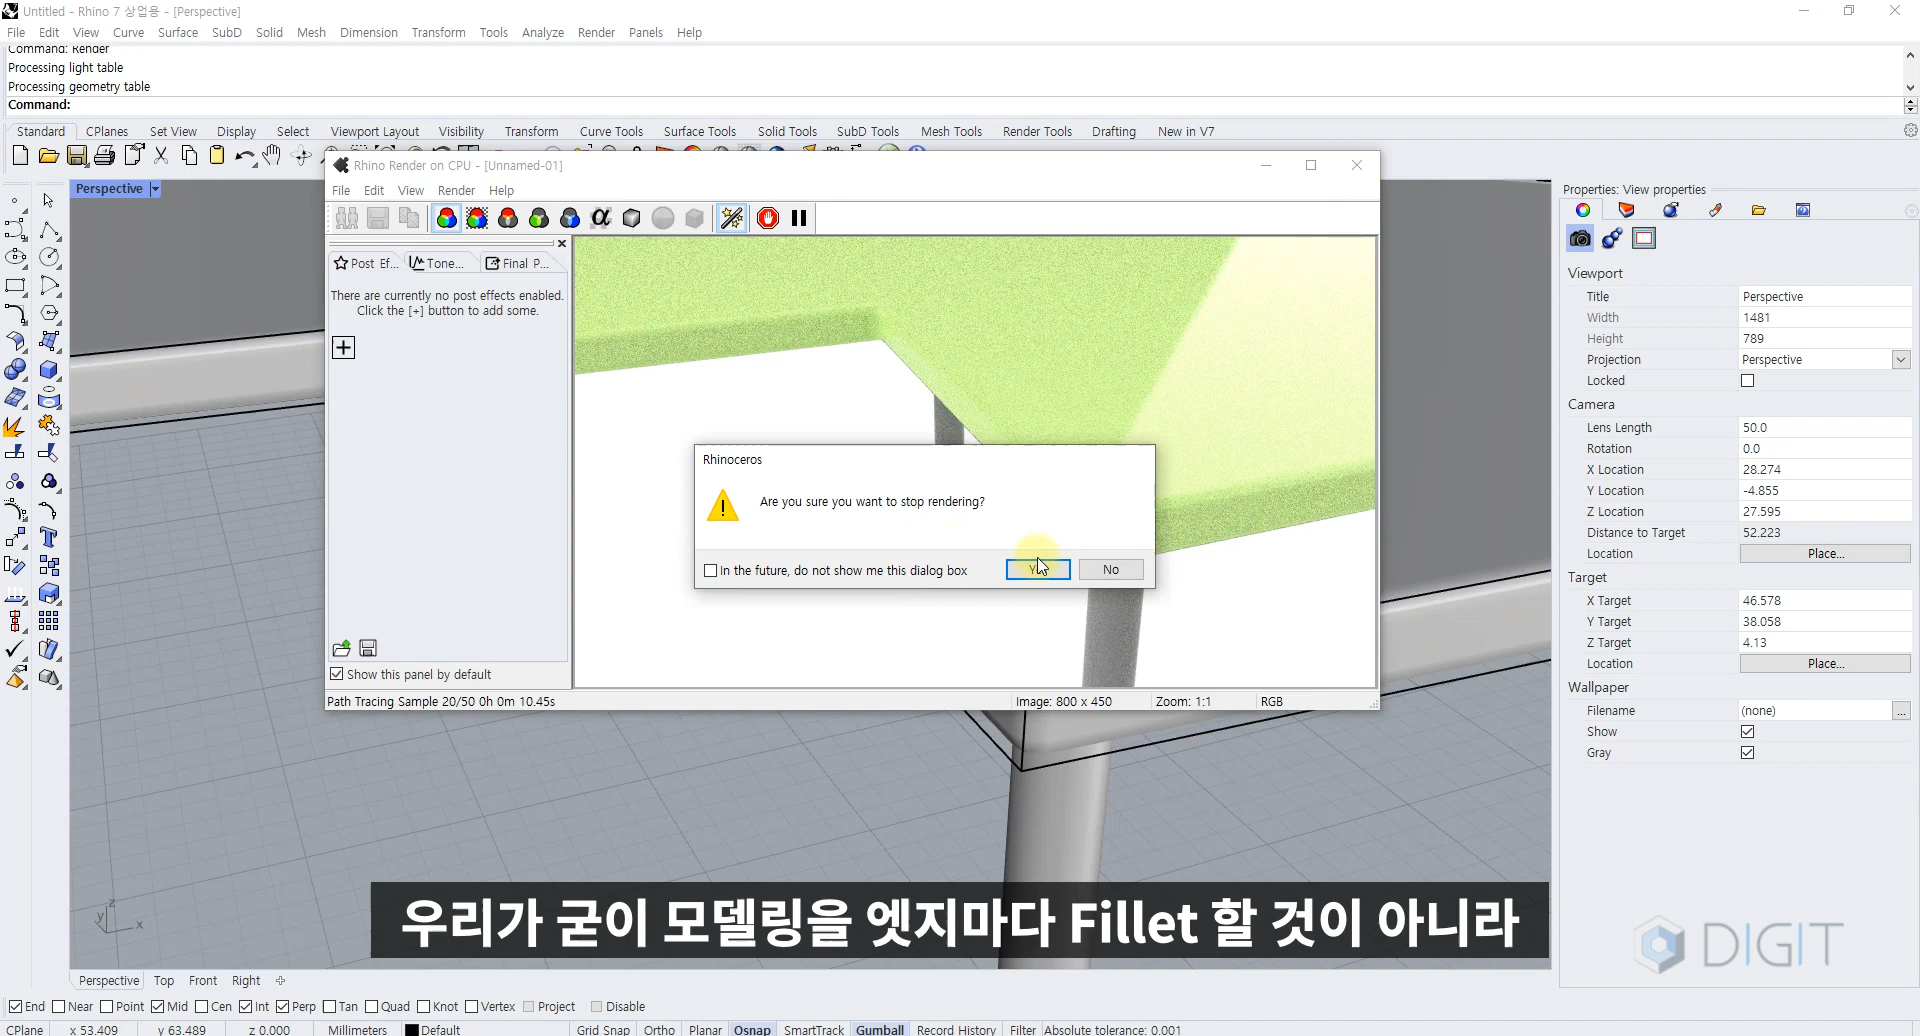 Untitled - Rhino 7 상업용 - [Perspective]
File Edit View Curve Surface SubD Solid Mesh Dimension Transform Tools Analyze Render Panels Help
Command: Render
Processing light table
Processing geometry table
Command:
Standard CPlanes Set View Display Select Viewport Layout Visibility Transform Curve Tools Surface Tools Solid Tools SubD Tools Mesh Tools Render Tools Drafting New in V7
Perspective
Rhino Render on CPU - [Unnamed-01]
File Edit View Render Help
Post Ef... Tone... Final P...
There are currently no post effects enabled.
Click the [+] button to add some.
Show this panel by default
Path Tracing Sample 20/50 0h 0m 10.45s
Image: 800 x 450
Zoom: 1:1
RGB
Rhinoceros
Are you sure you want to stop rendering?
In the future, do not show me this dialog box
No
Properties: View properties
Viewport
Title Perspective
Width 1481
Height 789
Projection Perspective
Locked
Camera
Lens Length 50.0
Rotation 0.0
X Location 28.274
Y Location -4.855
Z Location 27.595
Distance to Target 52.223
Location Place...
Target
X Target 46.578
Y Target 38.058
Z Target 4.13
Location Place...
Wallpaper
Filename (none) ...
Show
Gray
z
y
x
우리가 굳이 모델링을 엣지마다 Fillet 할 것이 아니라
DIGIT
Perspective Top Front Right
End Near Point Mid Cen Int Perp Tan Quad Knot Vertex Project Disable
CPlane x 53.409 y 63.489 z 0.000 Millimeters Default Grid Snap Ortho Planar Osnap SmartTrack Gumball Record History Filter Absolute tolerance: 0.001